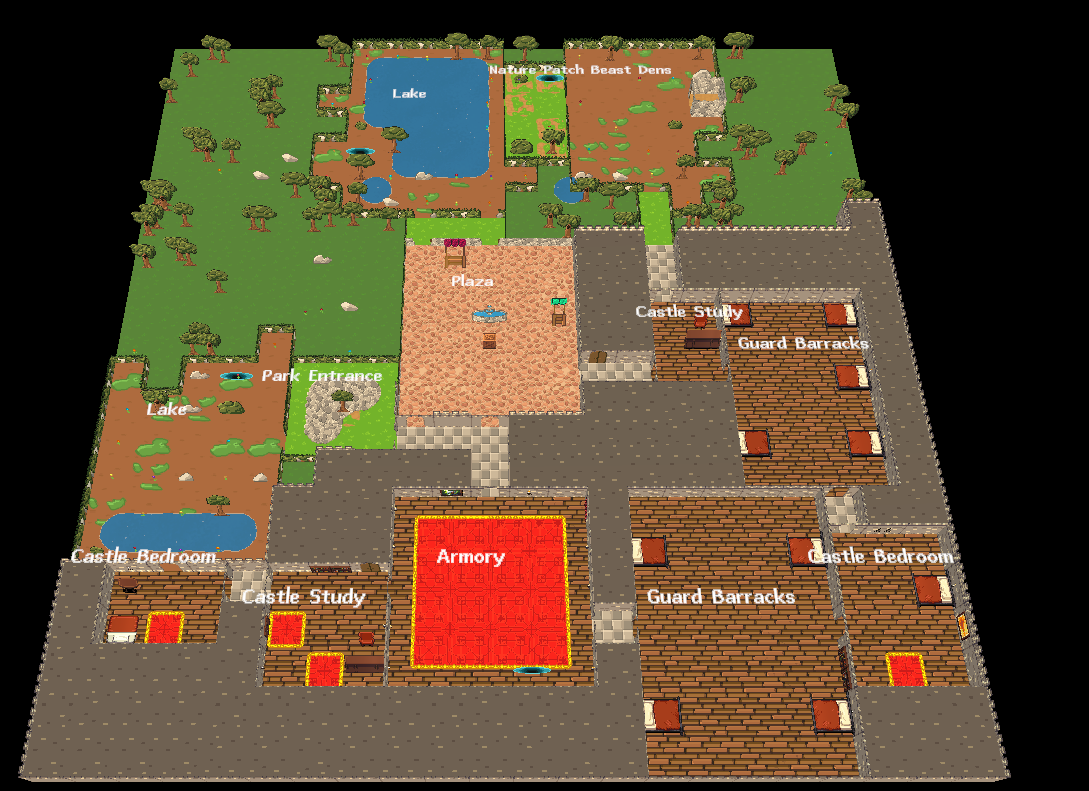 Nature Patch Beast Dens
Lake
Plaza
Castle Study
Guard Barracks
Park Entrance
Lake
Castle Bedroom
Armory
Castle Bedroom
Castle Study
Guard Barracks